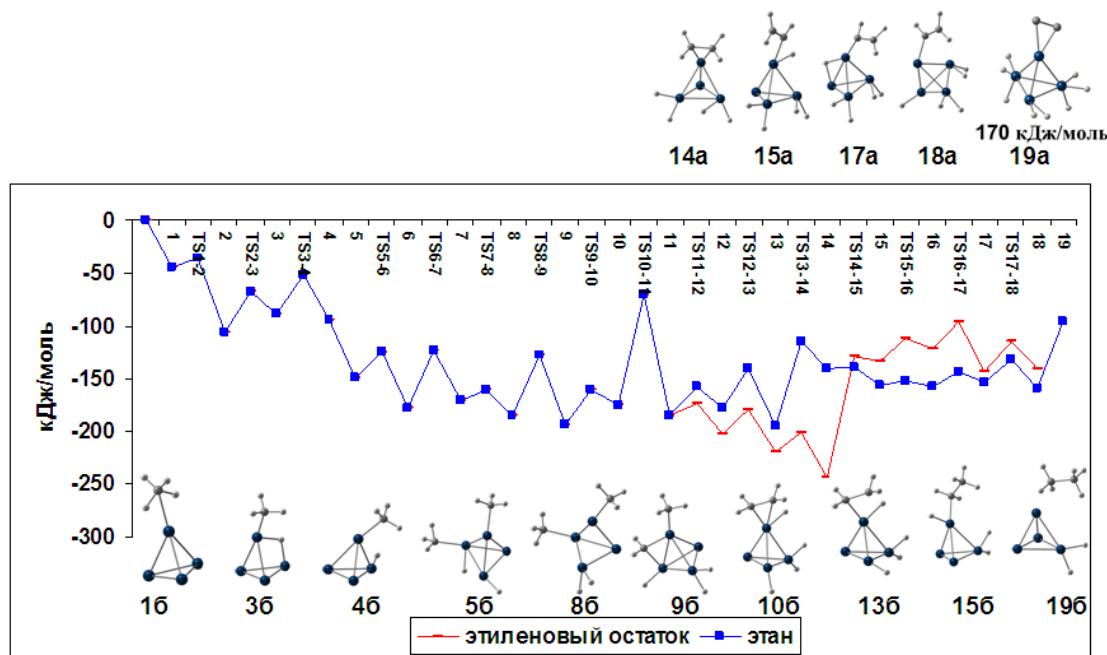 170 кДж/моль
14а 15а 17а 18а 19а
кДж/моль
0
-50
-100
-150
-200
-250
-300
1
TS1-2
2
TS2-3
3
TS3-4
4
5
TS5-6
6
TS6-7
7
TS7-8
8
TS8-9
9
TS9-10
10
TS10-11
11
TS11-12
12
TS12-13
13
TS13-14
14
TS14-15
15
TS15-16
16
TS16-17
17
TS17-18
18
19
1б 3б 4б 5б 8б 9б 10б 13б 15б 19б
этиленовый остаток этан